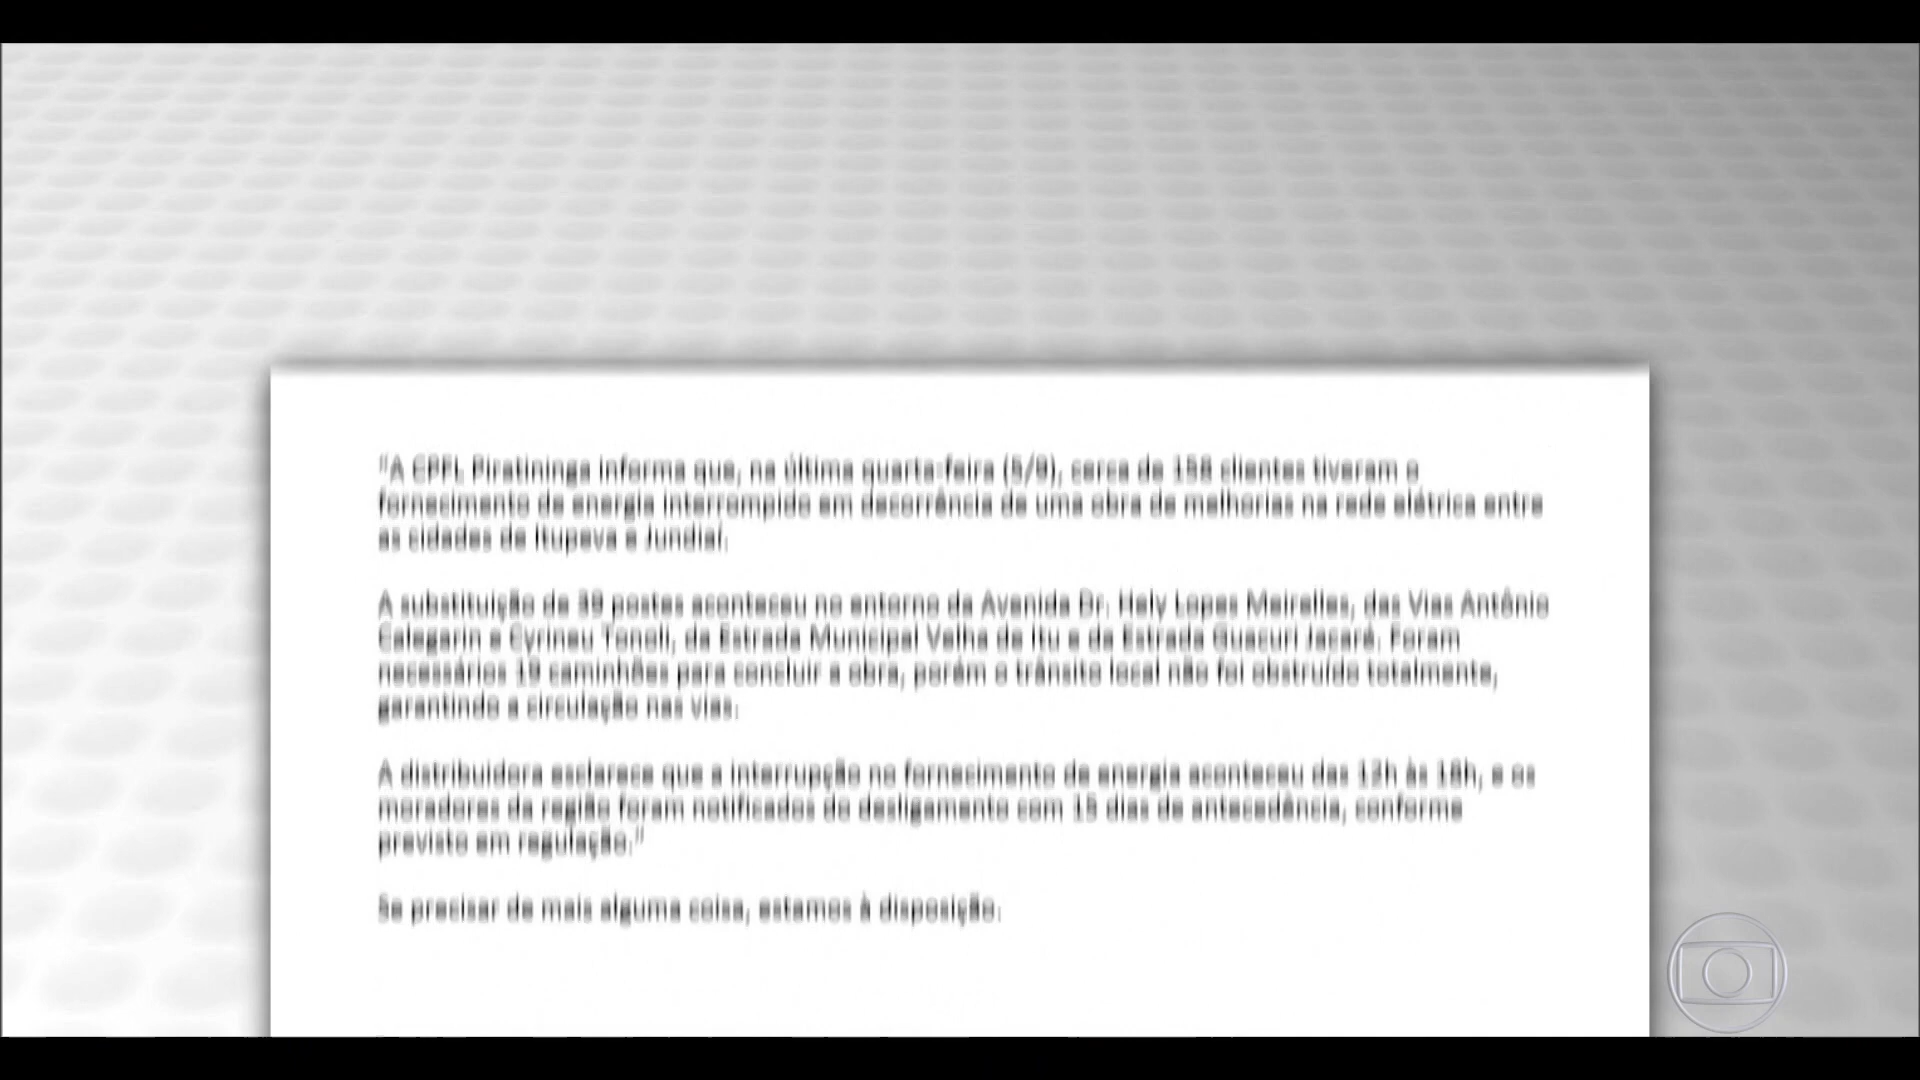 "A CPFL Piratininga informa que, na última quarta-feira (5/9), cerca de 158 clientes tiveram o
fornecimento de energia interrompido em decorrência de uma obra de melhorias na rede elétrica entre
as cidades de Itupeva e Jundiaí.
A substituição de 39 postes aconteceu no entorno da Avenida Dr. Hely Lopes Meirelles, das Vias Antônio
Calegarin e Cyrineu Tonoli, da Estrada Municipal Velha de Itu e da Estrada Guacuri Jacaré. Foram
necessários 19 caminhões para concluir a obra, porém o trânsito local não foi obstruído totalmente,
garantindo a circulação nas vias.
A distribuidora esclarece que a interrupção no fornecimento de energia aconteceu das às e os
moradores da região foram notificados do desligamento com 15 dias de antecedência, conforme
previsto em regulação."
Se precisar de mais alguma coisa, estamos à disposição.